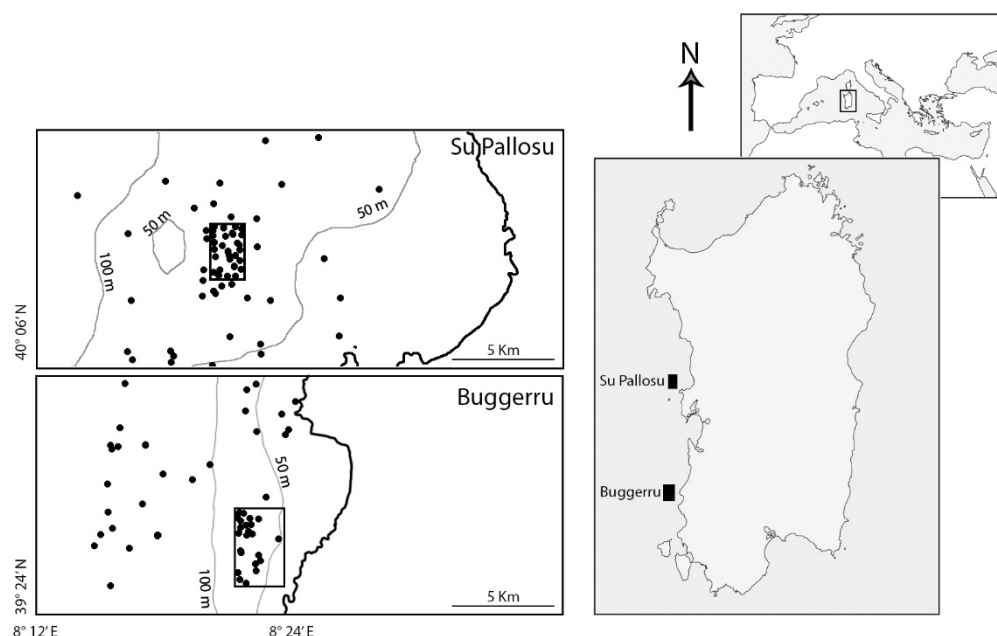 N
Su Pallosu
50 m
50 m
100 m
40° 06' N
5 Km
Buggerru
50 m
100 m
39° 24' N
5 Km
8° 12' E
8° 24' E
Su Pallosu
Buggerru